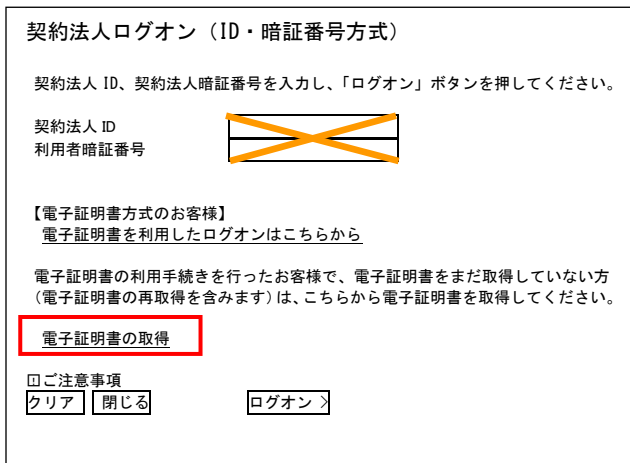 契約法人ログオン（ID・暗証番号方式）
契約法人 ID、契約法人暗証番号を入力し、「ログオン」ボタンを押してください。
契約法人 ID
利用者暗証番号
【電子証明書方式のお客様】
電子証明書を利用したログオンはこちらから
電子証明書の利用手続きを行ったお客様で、電子証明書をまだ取得していない方
（電子証明書の再取得を含みます）は、こちらから電子証明書を取得してください。
電子証明書の取得
ご注意事項
クリア 閉じる ログオン >